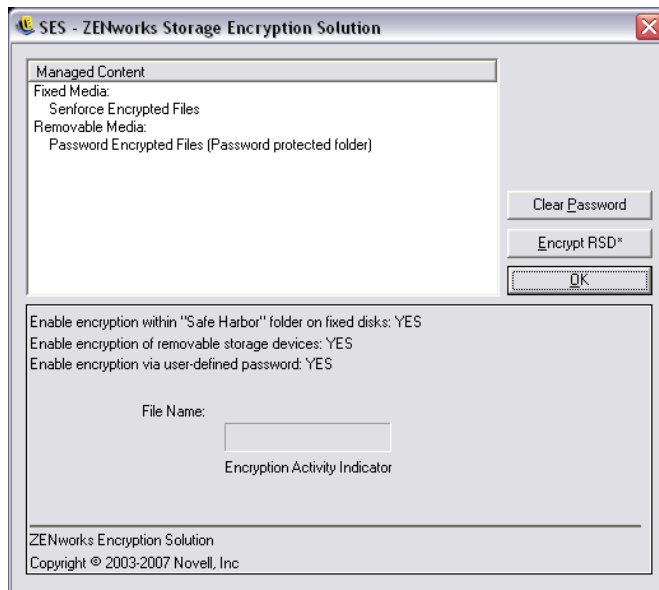 SES - ZENworks Storage Encryption Solution
Managed Content
Fixed Media:
Senforce Encrypted Files
Removable Media:
Password Encrypted Files (Password protected folder)
Clear Password
Encrypt RSD*
OK
Enable encryption within "Safe Harbor" folder on fixed disks: YES
Enable encryption of removable storage devices: YES
Enable encryption via user-defined password: YES
File Name:
Encryption Activity Indicator
ZENworks Encryption Solution
Copyright © 2003-2007 Novell, Inc